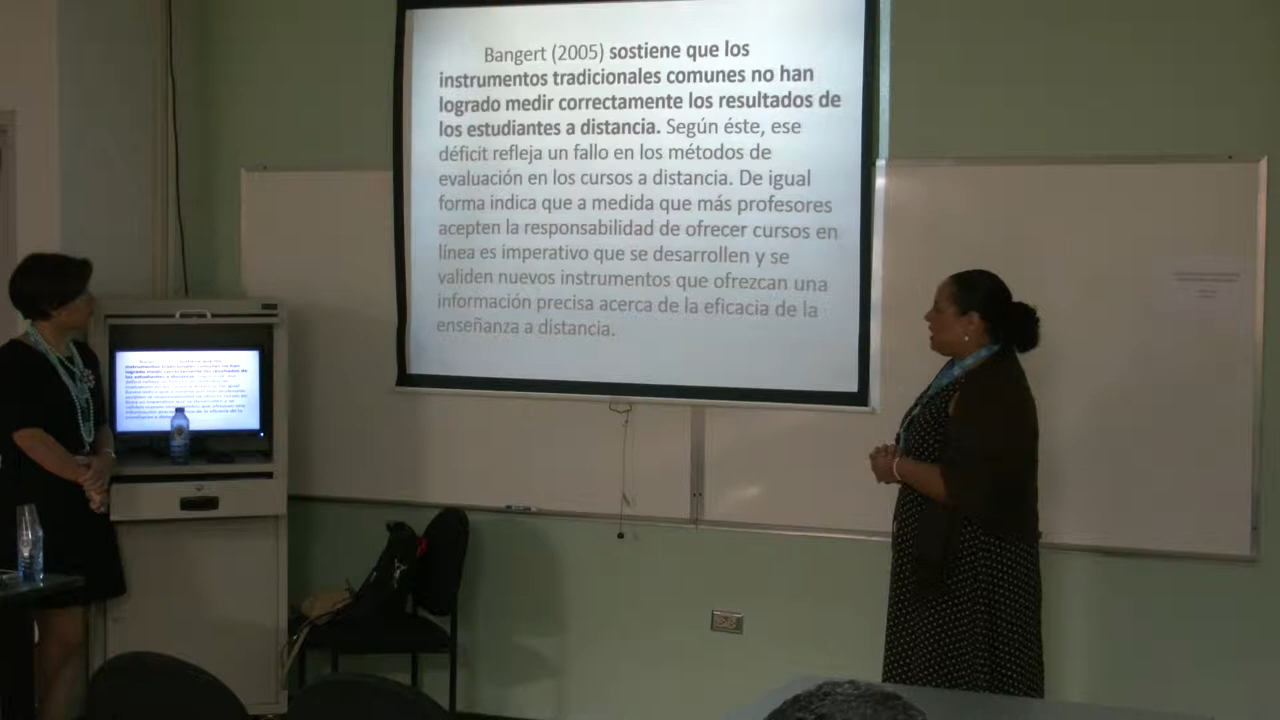 Bangert (2005) sostiene que los
instrumentos tradicionales comunes no han
logrado medir correctamente los resultados de
los estudiantes a distancia. Según éste, ese
déficit refleja un fallo en los métodos de
evaluación en los cursos a distancia. De igual
forma indica que a medida que más profesores
acepten la responsabilidad de ofrecer cursos en
línea es imperativo que se desarrollen y se
validen nuevos instrumentos que ofrezcan una
información precisa acerca de la eficacia de la
enseñanza a distancia.